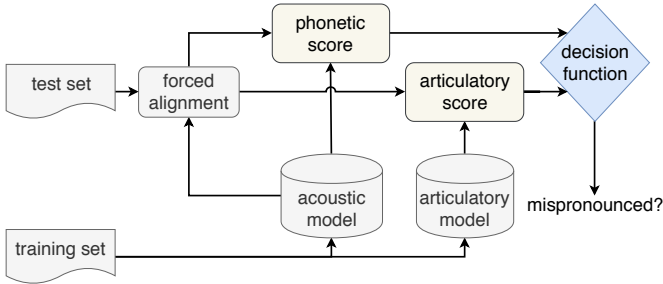 phonetic
score
decision
function
test set
forced
alignment
articulatory
score
acoustic
model
articulatory
model
mispronounced?
training set